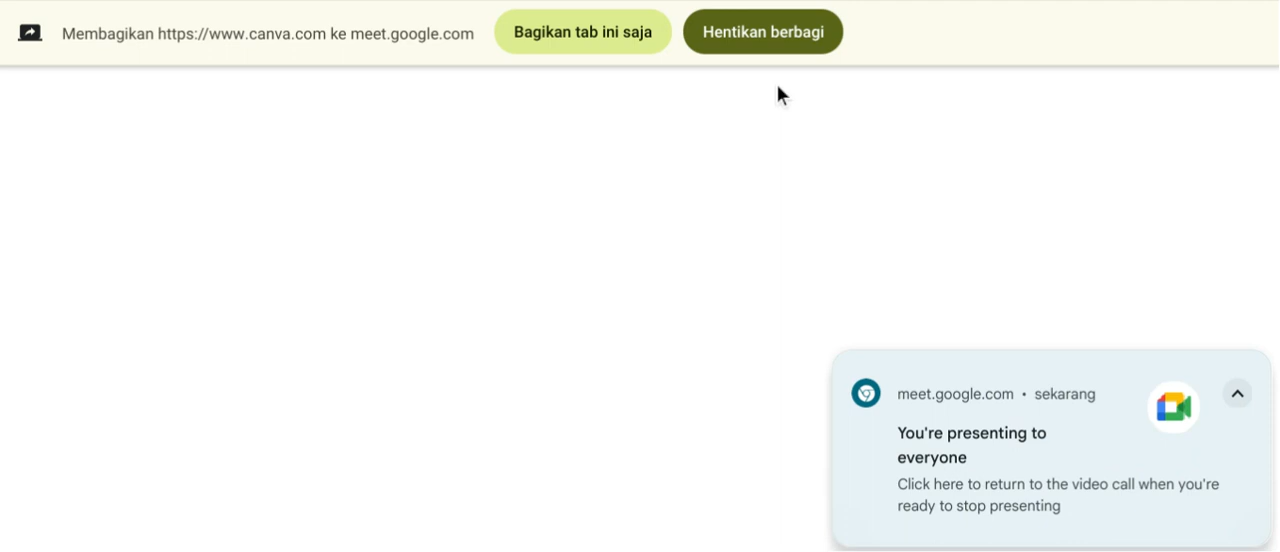 Membagikan https://www.canva.com ke meet.google.com
Bagikan tab ini saja
Hentikan berbagi
meet.google.com • sekarang
You're presenting to
everyone
Click here to return to the video call when you're
ready to stop presenting